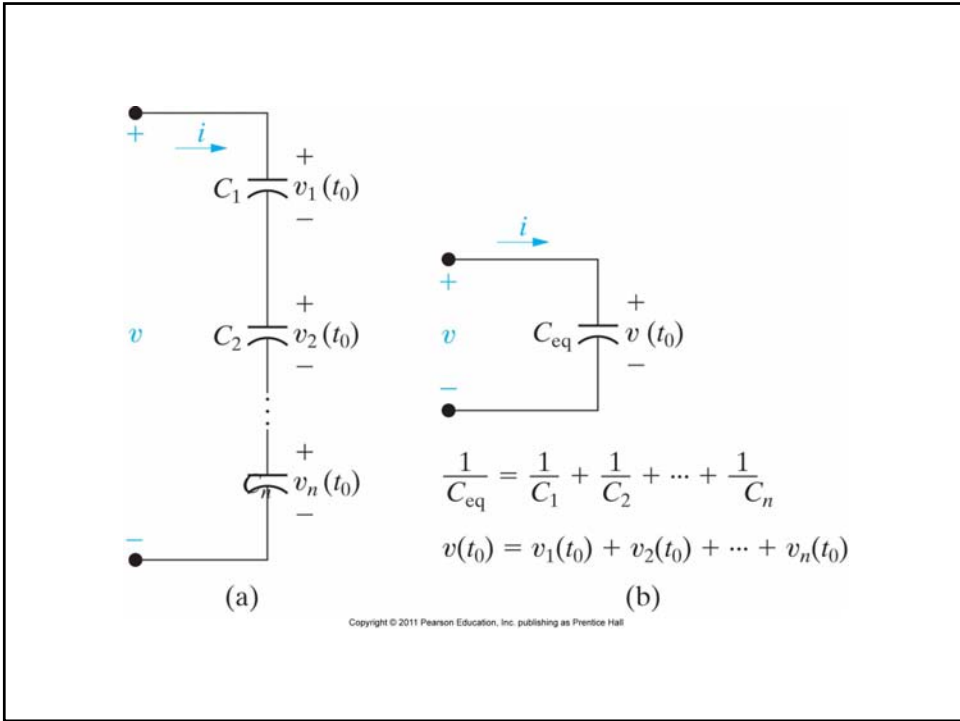 +
i
+
C1 v1 (t0)
−
v
+
C2 v2 (t0)
−
+
Cn vn (t0)
−
−
(a)
i
+
v
−
+
Ceq v (t0)
−
1/Ceq = 1/C1 + 1/C2 + ··· + 1/Cn
v(t0) = v1(t0) + v2(t0) + ··· + vn(t0)
(b)
Copyright © 2011 Pearson Education, Inc. publishing as Prentice Hall